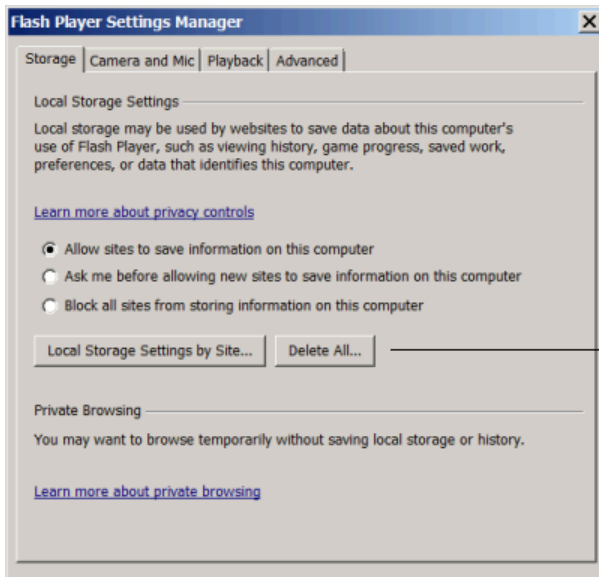 Flash Player Settings Manager
Storage
Camera and Mic
Playback
Advanced
Local Storage Settings
Local storage may be used by websites to save data about this computer's
use of Flash Player, such as viewing history, game progress, saved work,
preferences, or data that identifies this computer.
Learn more about privacy controls
Allow sites to save information on this computer
Ask me before allowing new sites to save information on this computer
Block all sites from storing information on this computer
Local Storage Settings by Site...
Delete All...
Private Browsing
You may want to browse temporarily without saving local storage or history.
Learn more about private browsing